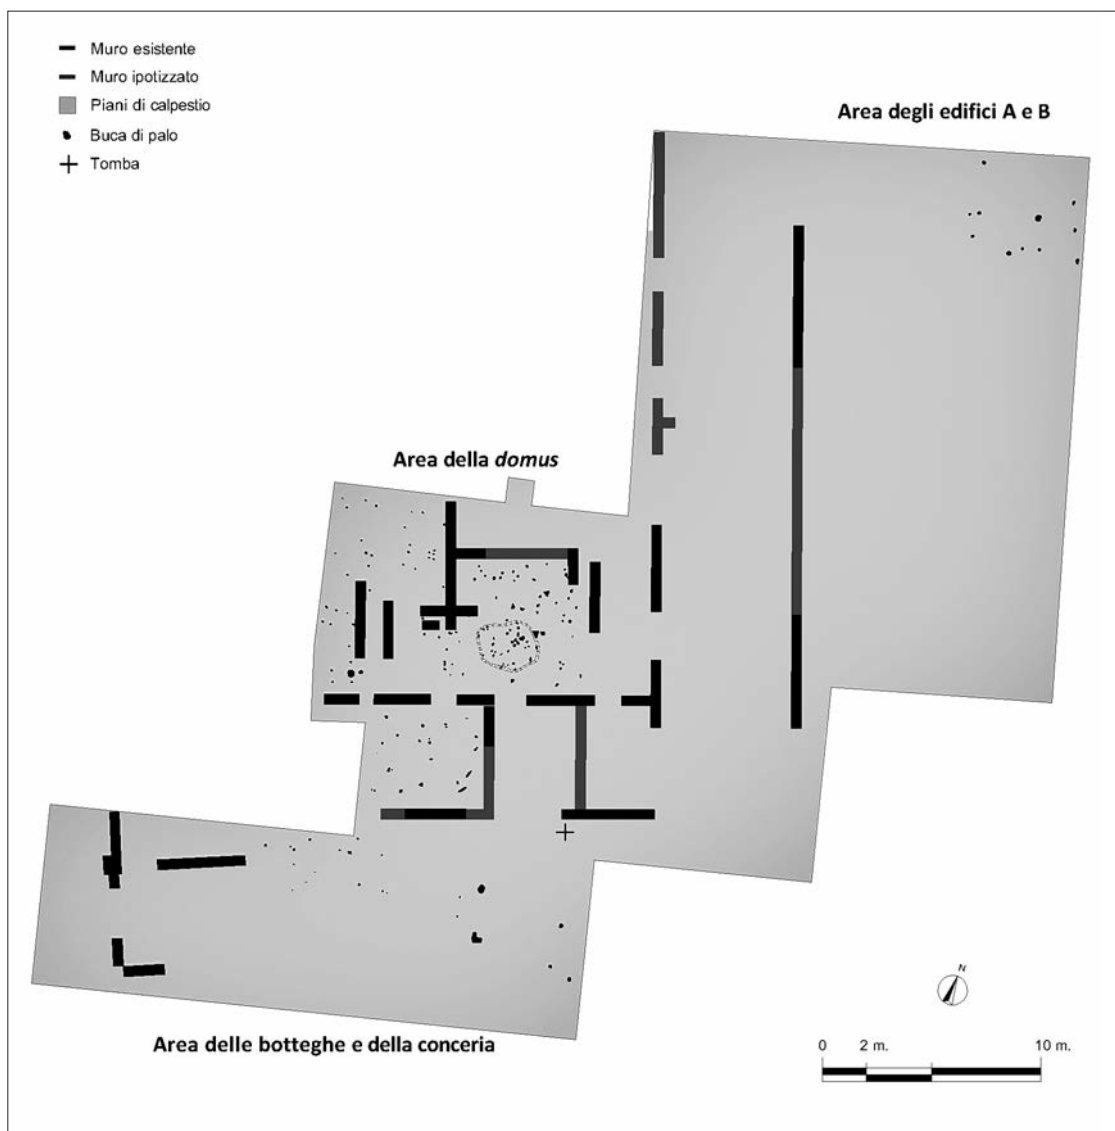 Muro esistente
Muro ipotizzato
Piani di calpestio
Buca di palo
Tomba
Area degli edifici A e B
Area della domus
Area delle botteghe e della conceria
N
0 2 m. 10 m.